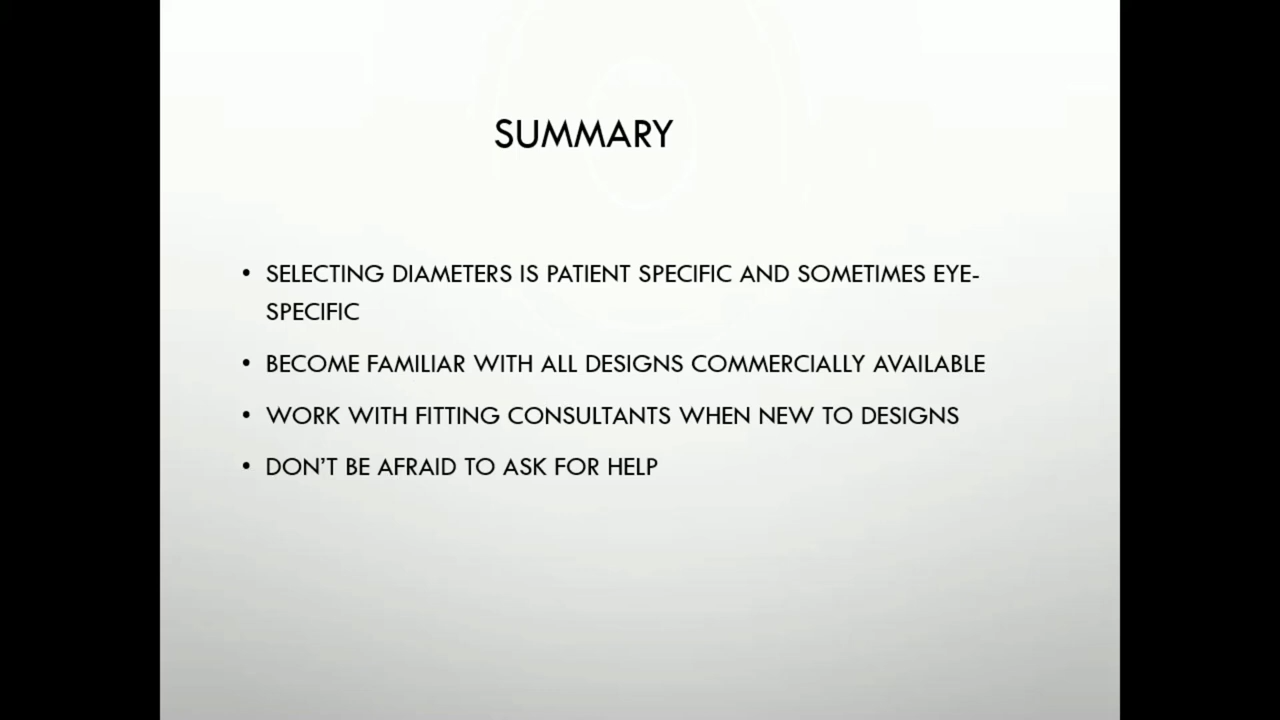 SUMMARY
• SELECTING DIAMETERS IS PATIENT SPECIFIC AND SOMETIMES EYE-
SPECIFIC
• BECOME FAMILIAR WITH ALL DESIGNS COMMERCIALLY AVAILABLE
• WORK WITH FITTING CONSULTANTS WHEN NEW TO DESIGNS
• DON’T BE AFRAID TO ASK FOR HELP